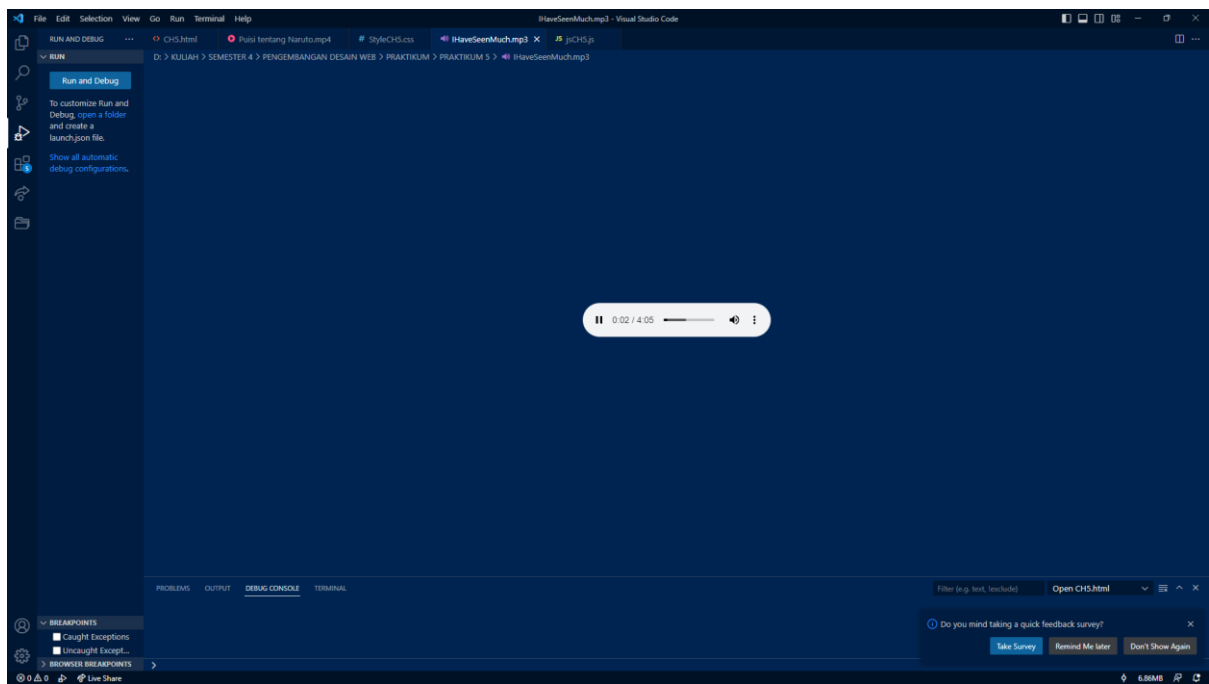 File Edit Selection View Go Run Terminal Help
IHaveSeenMuch.mp3 - Visual Studio Code
RUN AND DEBUG ···
CH5.html Puisi tentang Naruto.mp4 # StyleCH5.css IHaveSeenMuch.mp3 JS jsCH5.js
RUN
D: > KULIAH > SEMESTER 4 > PENGEMBANGAN DESAIN WEB > PRAKTIKUM > PRAKTIKUM 5 > IHaveSeenMuch.mp3
Run and Debug
To customize Run and
Debug, open a folder
and create a
launch.json file.
Show all automatic
debug configurations.
5
0:02 / 4:05
PROBLEMS OUTPUT DEBUG CONSOLE TERMINAL
Filter (e.g. text, !exclude) Open CH5.html
BREAKPOINTS
Caught Exceptions
Uncaught Except...
BROWSER BREAKPOINTS
Do you mind taking a quick feedback survey?
Take Survey Remind Me later Don't Show Again
0 0 Live Share
6.86MB